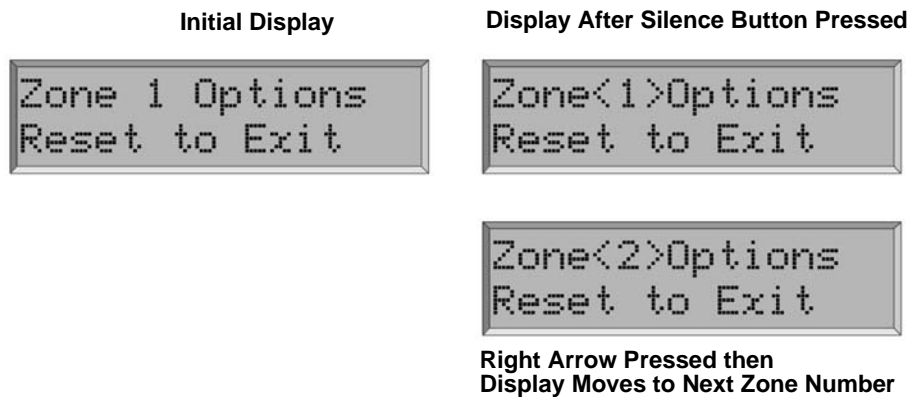 Initial Display
Zone 1 Options
Reset to Exit
Display After Silence Button Pressed
Zone<1>Options
Reset to Exit
Zone<2>Options
Reset to Exit
Right Arrow Pressed then
Display Moves to Next Zone Number